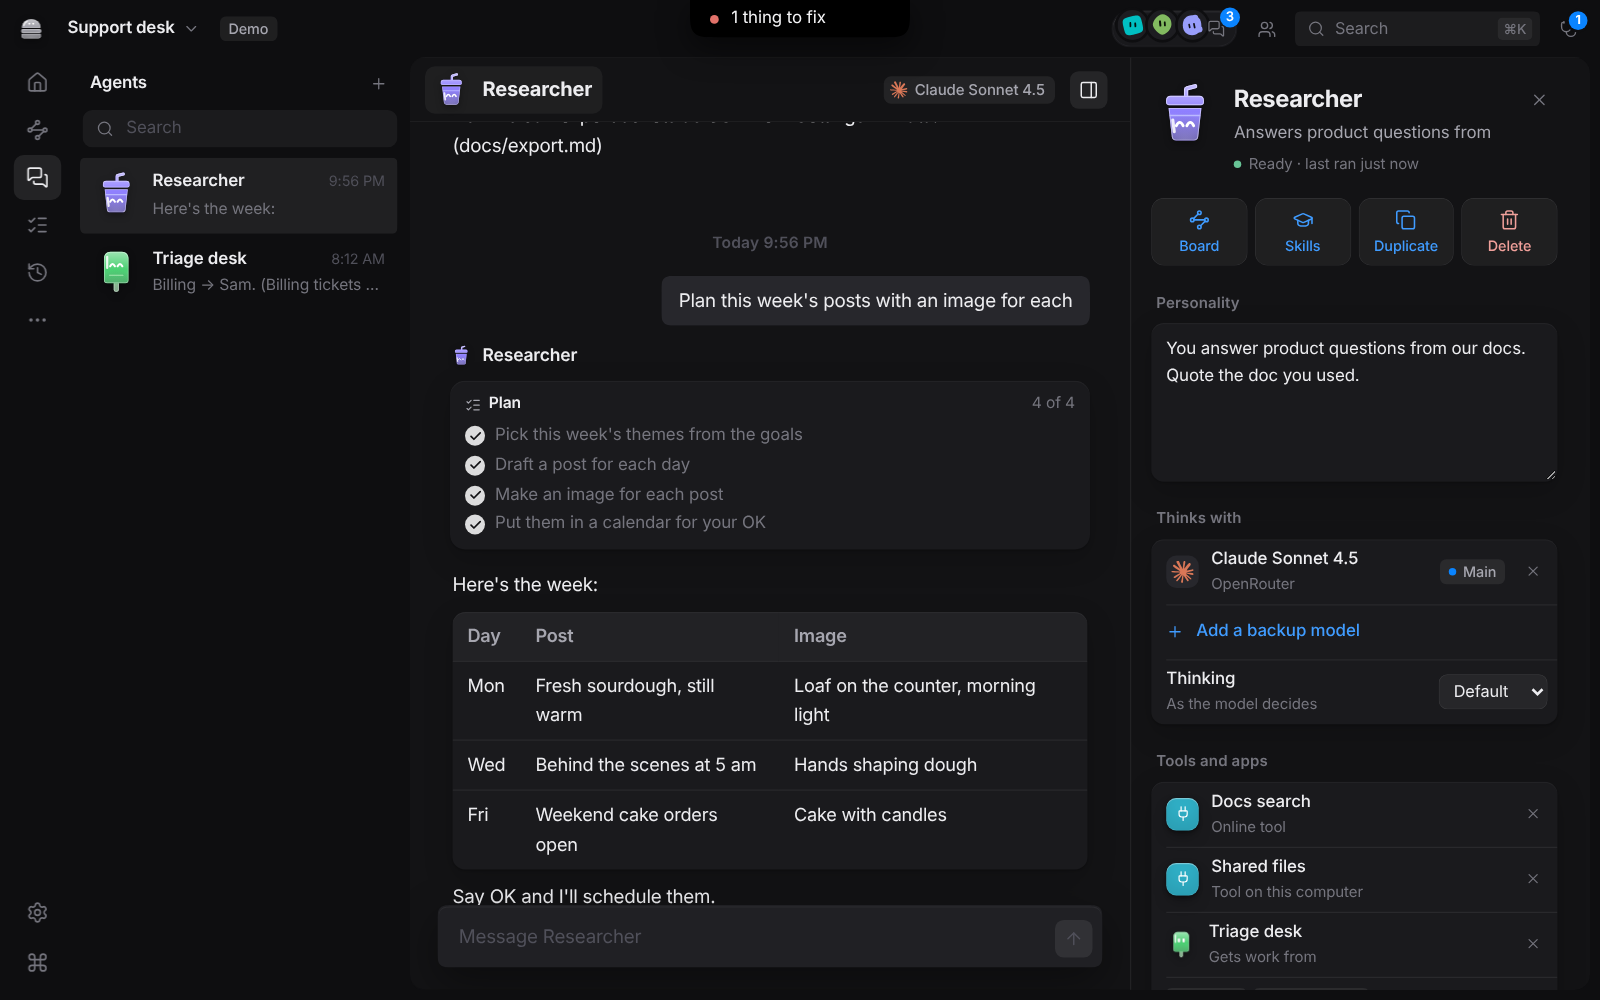 Support desk
Demo
1 thing to fix
3
Search
⌘K
1
Agents
Search
Researcher
9:56 PM
Here's the week:
Triage desk
8:12 AM
Billing → Sam. (Billing tickets ...
Researcher
Claude Sonnet 4.5
(docs/export.md)
Today 9:56 PM
Plan this week's posts with an image for each
Researcher
Plan
4 of 4
Pick this week's themes from the goals
Draft a post for each day
Make an image for each post
Put them in a calendar for your OK
Here's the week:
Day Post Image
Mon Fresh sourdough, still Loaf on the counter, morning
warm light
Wed Behind the scenes at 5 am Hands shaping dough
Fri Weekend cake orders Cake with candles
open
Say OK and I'll schedule them.
Message Researcher
Researcher
Answers product questions from
Ready · last ran just now
Board
Skills
Duplicate
Delete
Personality
You answer product questions from our docs.
Quote the doc you used.
Thinks with
Claude Sonnet 4.5
OpenRouter
Main
+ Add a backup model
Thinking
As the model decides
Default
Tools and apps
Docs search
Online tool
Shared files
Tool on this computer
Triage desk
Gets work from